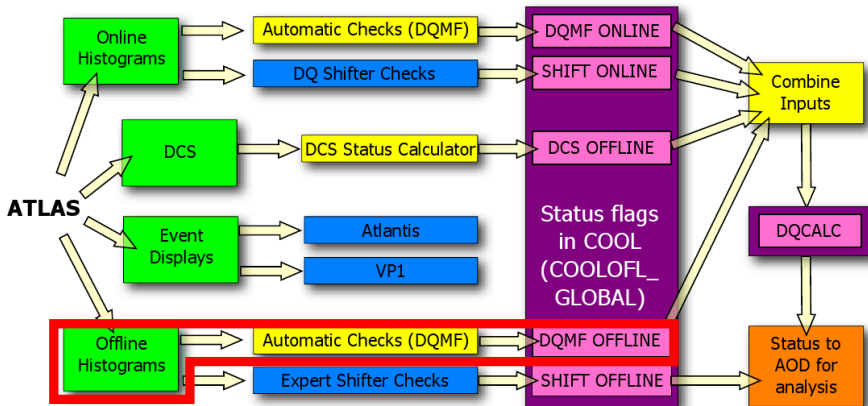 Online
Histograms
Automatic Checks (DQMF)
DQMF ONLINE
DQ Shifter Checks
SHIFT ONLINE
Combine
Inputs
DCS
DCS Status Calculator
DCS OFFLINE
ATLAS
Event
Displays
Atlantis
VP1
Status flags
in COOL
(COOLOFL_
GLOBAL)
DQCALC
Offline
Histograms
Automatic Checks (DQMF)
DQMF OFFLINE
Expert Shifter Checks
SHIFT OFFLINE
Status to
AOD for
analysis